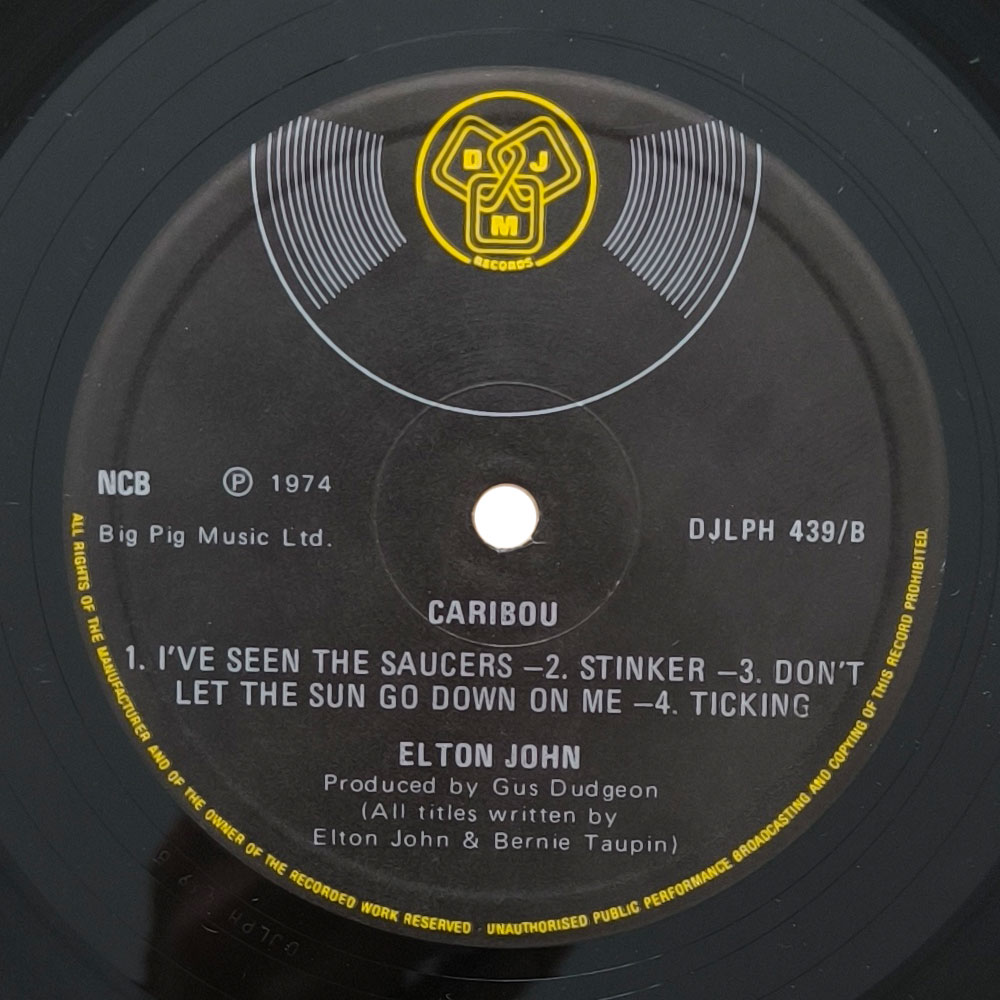 D J
M
RECORDS
NCB
℗ 1974
Big Pig Music Ltd.
DJLPH 439/B
CARIBOU
1. I'VE SEEN THE SAUCERS –2. STINKER –3. DON'T
LET THE SUN GO DOWN ON ME –4. TICKING
ELTON JOHN
Produced by Gus Dudgeon
(All titles written by
Elton John & Bernie Taupin)
ALL RIGHTS OF THE MANUFACTURER AND OF THE OWNER OF THE RECORDED WORK RESERVED · UNAUTHORISED PUBLIC PERFORMANCE BROADCASTING AND COPYING OF THIS RECORD PROHIBITED.